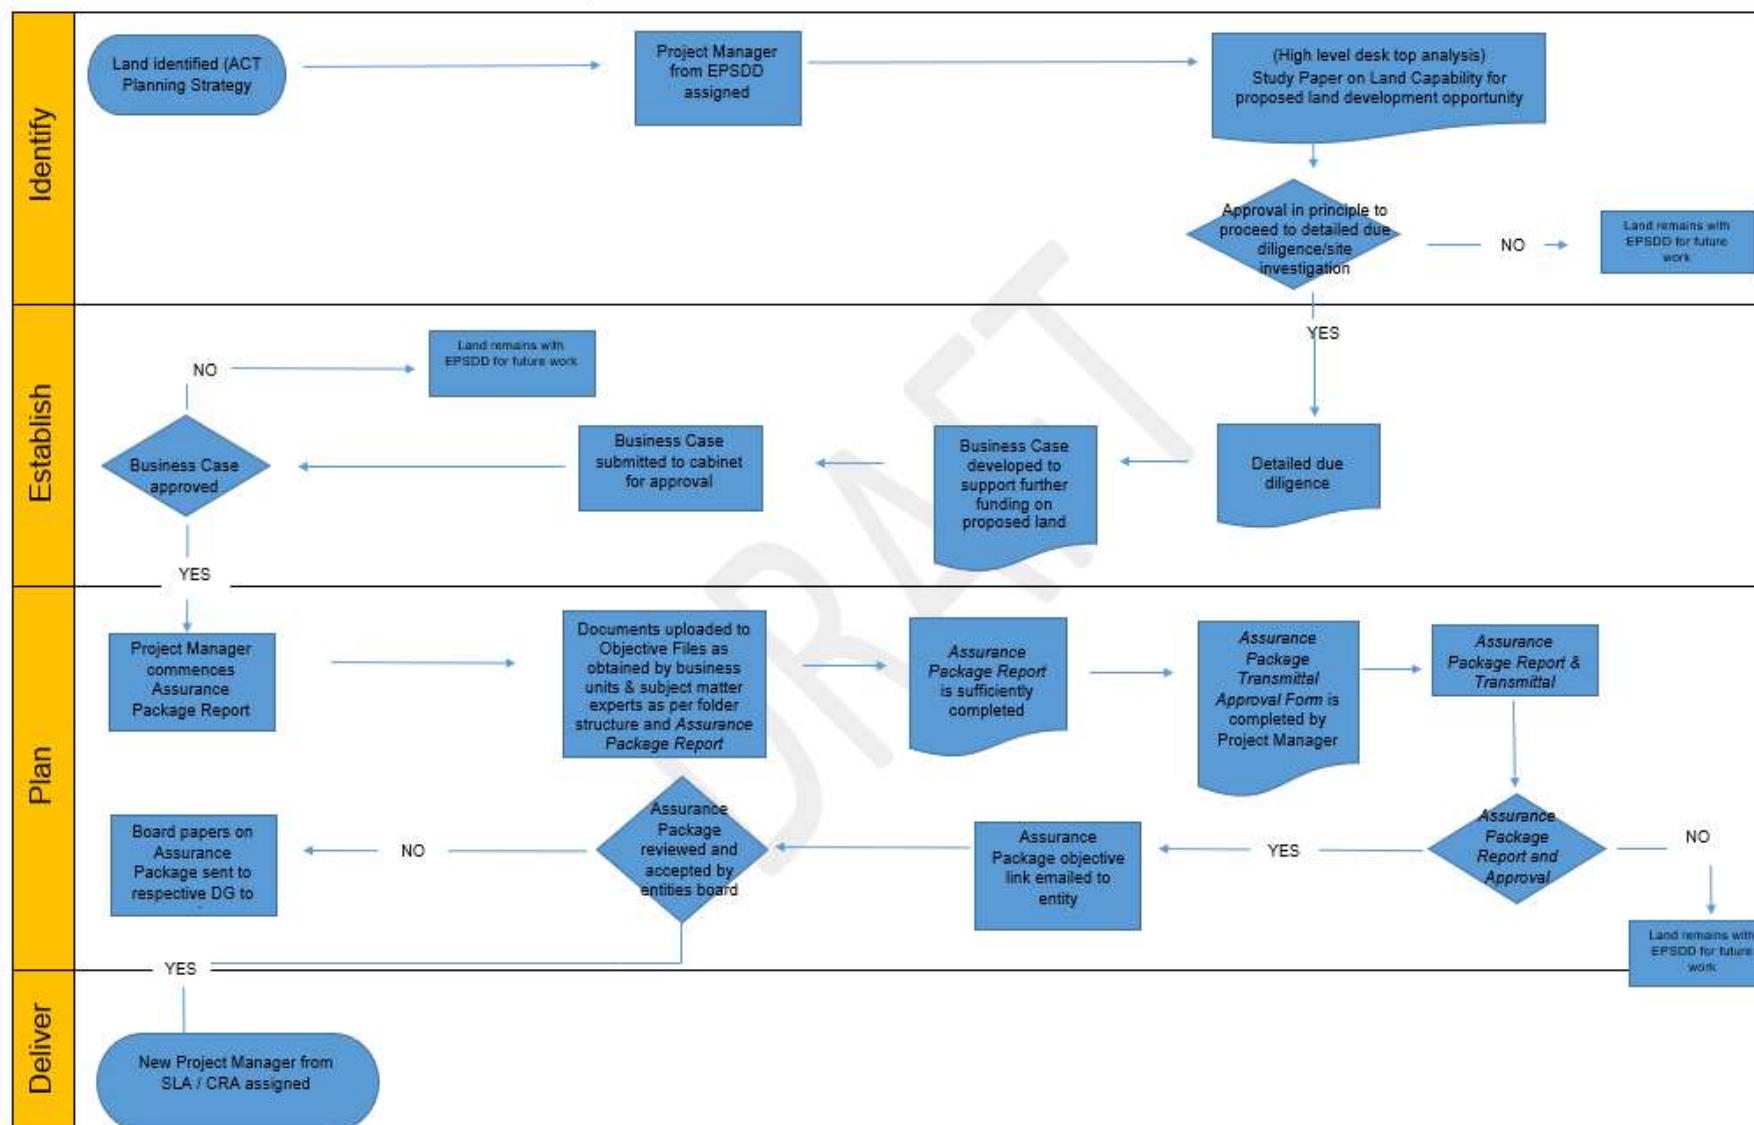 Identify
Land identified (ACT
Planning Strategy
Project Manager
from EPSDD
assigned
(High level desk top analysis)
Study Paper on Land Capability for
proposed land development opportunity
Approval in principle to
proceed to detailed due
diligence/site
investigation
NO
Land remains with
EPSDD for future
work
YES
Establish
Land remains with
EPSDD for future work
NO
Business Case
approved
Business Case
submitted to cabinet
for approval
Business Case
developed to
support further
funding on
proposed land
Detailed due
diligence
YES
Plan
Project Manager
commences
Assurance
Package Report
Documents uploaded to
Objective Files as
obtained by business
units & subject matter
experts as per folder
structure and Assurance
Package Report
Assurance
Package Report
is sufficiently
completed
Assurance
Package
Transmittal
Approval Form is
completed by
Project Manager
Assurance
Package Report &
Transmittal
Board papers on
Assurance
Package sent to
respective DG to
NO
Assurance
Package
reviewed and
accepted by
entities board
Assurance
Package objective
link emailed to
entity
YES
Assurance
Package
Report and
Approval
NO
Land remains with
EPSDD for future
work
YES
Deliver
New Project Manager from
SLA / CRA assigned
DRAFT